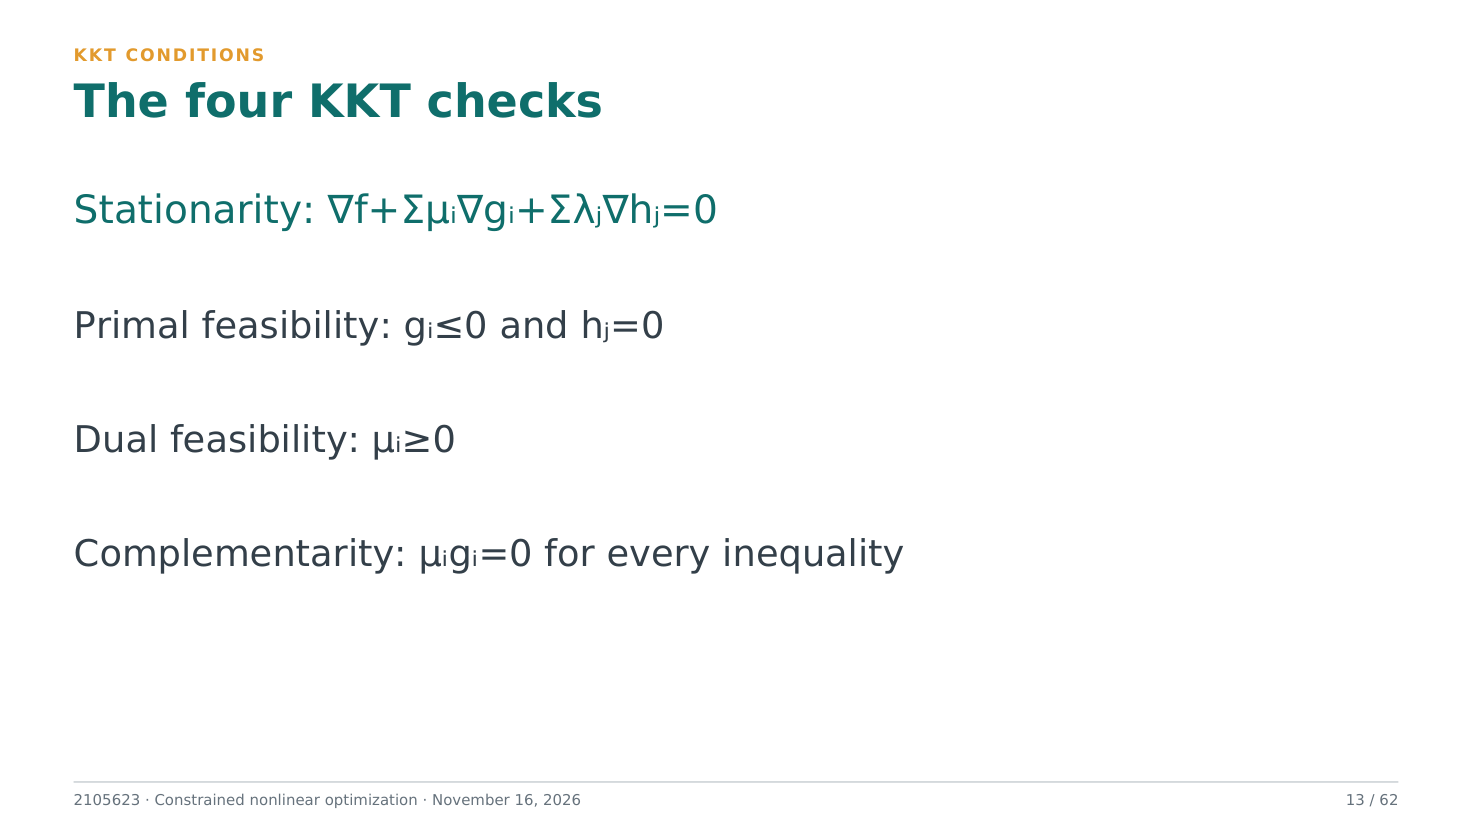 KKT CONDITIONS
The four KKT checks
Stationarity: ∇f+Σμᵢ∇gᵢ+Σλⱼ∇hⱼ=0
Primal feasibility: gᵢ≤0 and hⱼ=0
Dual feasibility: μᵢ≥0
Complementarity: μᵢgᵢ=0 for every inequality
2105623 · Constrained nonlinear optimization · November 16, 2026
13 / 62